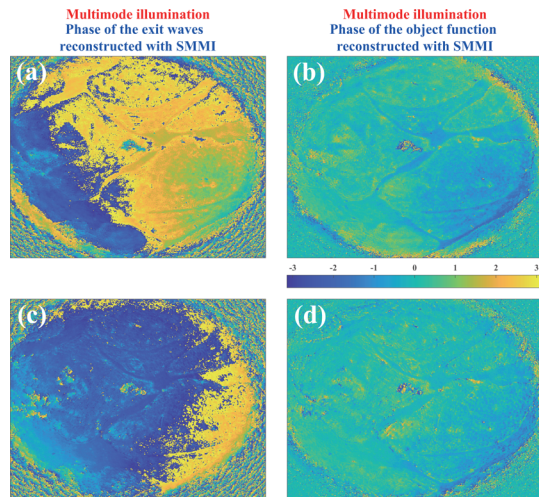 Multimode illumination
Phase of the exit waves
reconstructed with SMMI
Multimode illumination
Phase of the object function
reconstructed with SMMI
(a)
(b)
-3 -2 -1 0 1 2 3
(c)
(d)